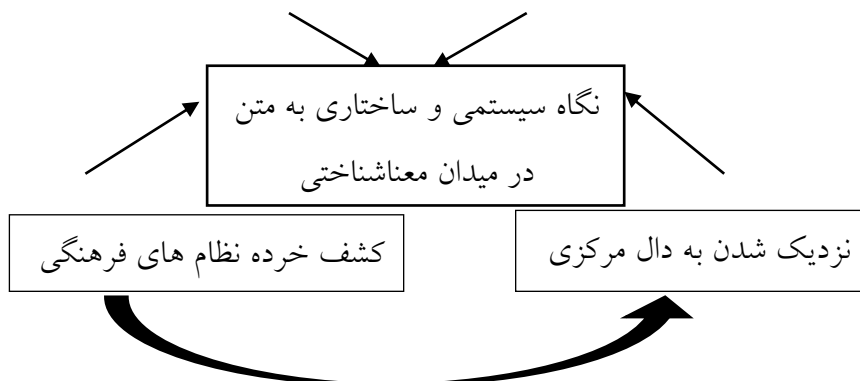 نگاه سیستمی و ساختاری به متن
در میدان معناشناختی
نزدیک شدن به دال مرکزی
کشف خرده نظام های فرهنگی